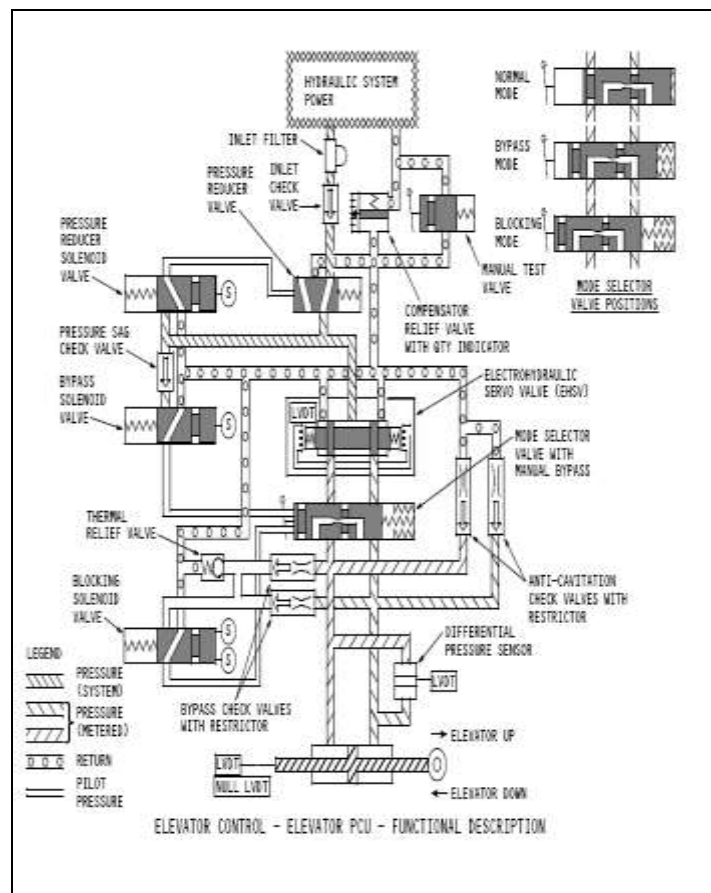 HYDRAULIC SYSTEM
POWER
NORMAL
MODE
BYPASS
MODE
BLOCKING
MODE
MODE SELECTOR
VALVE POSITIONS
INLET FILTER
PRESSURE
REDUCER
VALVE
INLET
CHECK
VALVE
PRESSURE
REDUCER
SOLENOID
VALVE
S
MANUAL TEST
VALVE
COMPENSATOR
RELIEF VALVE
WITH QTY INDICATOR
PRESSURE SAG
CHECK VALVE
BYPASS
SOLENOID
VALVE
S
LVDT
ELECTROHYDRAULIC
SERVO VALVE (EHSV)
MODE SELECTOR
VALVE WITH
MANUAL BYPASS
THERMAL
RELIEF VALVE
ANTI-CAVITATION
CHECK VALVES WITH
RESTRICTOR
BLOCKING
SOLENOID
VALVE
S
S
BYPASS CHECK VALVES
WITH RESTRICTOR
DIFFERENTIAL
PRESSURE SENSOR
LVDT
LEGEND
PRESSURE
(SYSTEM)
PRESSURE
(METERED)
RETURN
PILOT
PRESSURE
LVDT
NULL LVDT
ELEVATOR UP
ELEVATOR DOWN
ELEVATOR CONTROL - ELEVATOR PCU - FUNCTIONAL DESCRIPTION